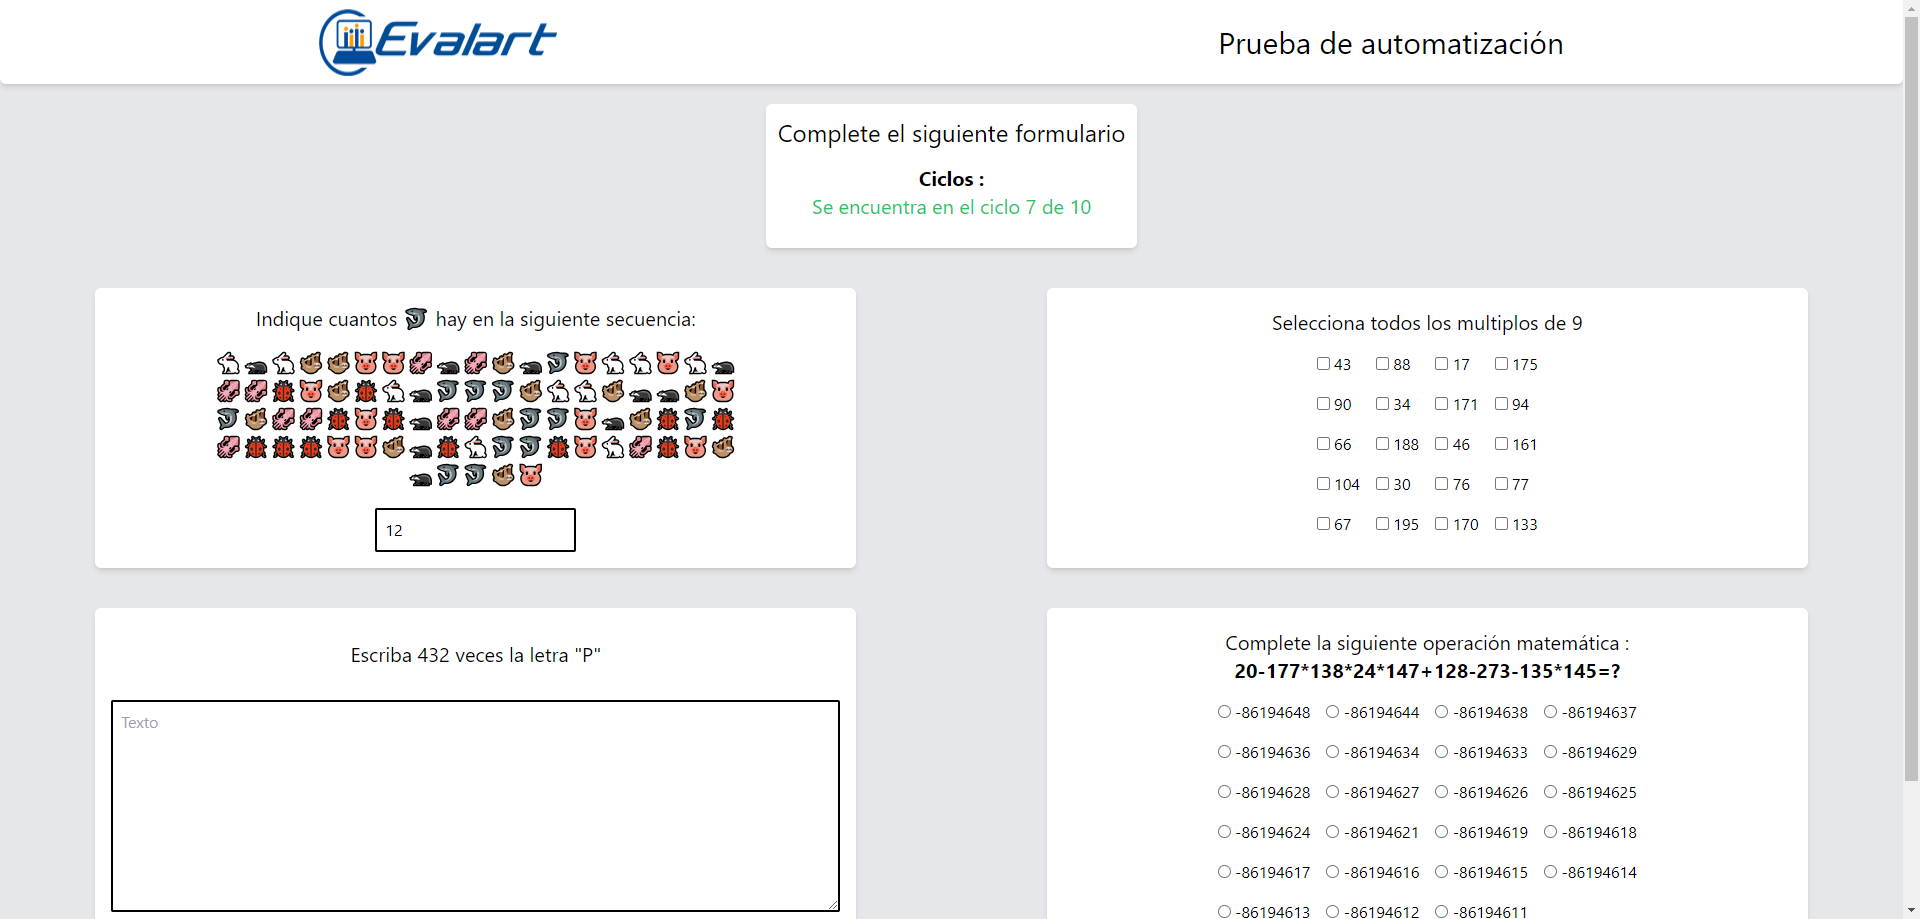 Evalart
Prueba de automatización
Complete el siguiente formulario
Ciclos :
Se encuentra en el ciclo 7 de 10
Indique cuantos hay en la siguiente secuencia:
12
Selecciona todos los multiplos de 9
43 88 17 175
90 34 171 94
66 188 46 161
104 30 76 77
67 195 170 133
Escriba 432 veces la letra "P"
Texto
Complete la siguiente operación matemática :
20-177*138*24*147+128-273-135*145=?
-86194648 -86194644 -86194638 -86194637
-86194636 -86194634 -86194633 -86194629
-86194628 -86194627 -86194626 -86194625
-86194624 -86194621 -86194619 -86194618
-86194617 -86194616 -86194615 -86194614
-86194613 -86194612 -86194611